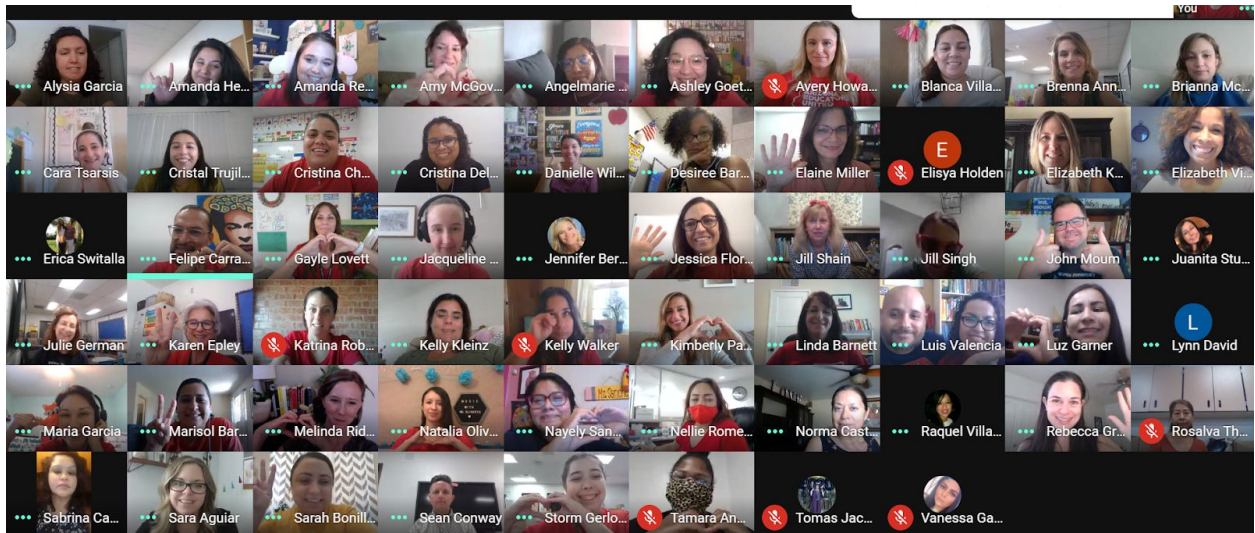 You
Alysia Garcia
Amanda He...
Amanda Re...
Amy McGov...
Angelmarie ...
Ashley Goet...
Avery Howa...
Blanca Villa...
Brenna Ann...
Brianna Mc...
Cara Tsarsis
Cristal Trujil...
Cristina Ch...
Cristina Del...
Danielle Wil...
Desiree Bar...
Elaine Miller
E
Elisya Holden
Elizabeth K...
Elizabeth Vi...
Erica Switalla
Felipe Carra...
Gayle Lovett
Jacqueline ...
Jennifer Ber...
Jessica Flor...
Jill Shain
Jill Singh
John Moum
Juanita Stu...
Julie German
Karen Epley
Katrina Rob...
Kelly Kleinz
Kelly Walker
Kimberly Pa...
Linda Barnett
Luis Valencia
Luz Garner
L
Lynn David
Maria Garcia
Marisol Bar...
Melinda Rid...
Natalia Oliv...
Nayely San...
Nellie Rome...
Norma Cast...
Raquel Villa...
Rebecca Gr...
Rosalva Th...
Sabrina Ca...
Sara Aguiar
Sarah Bonill...
Sean Conway
Storm Gerlo...
Tamara An...
Tomas Jac...
Vanessa Ga...